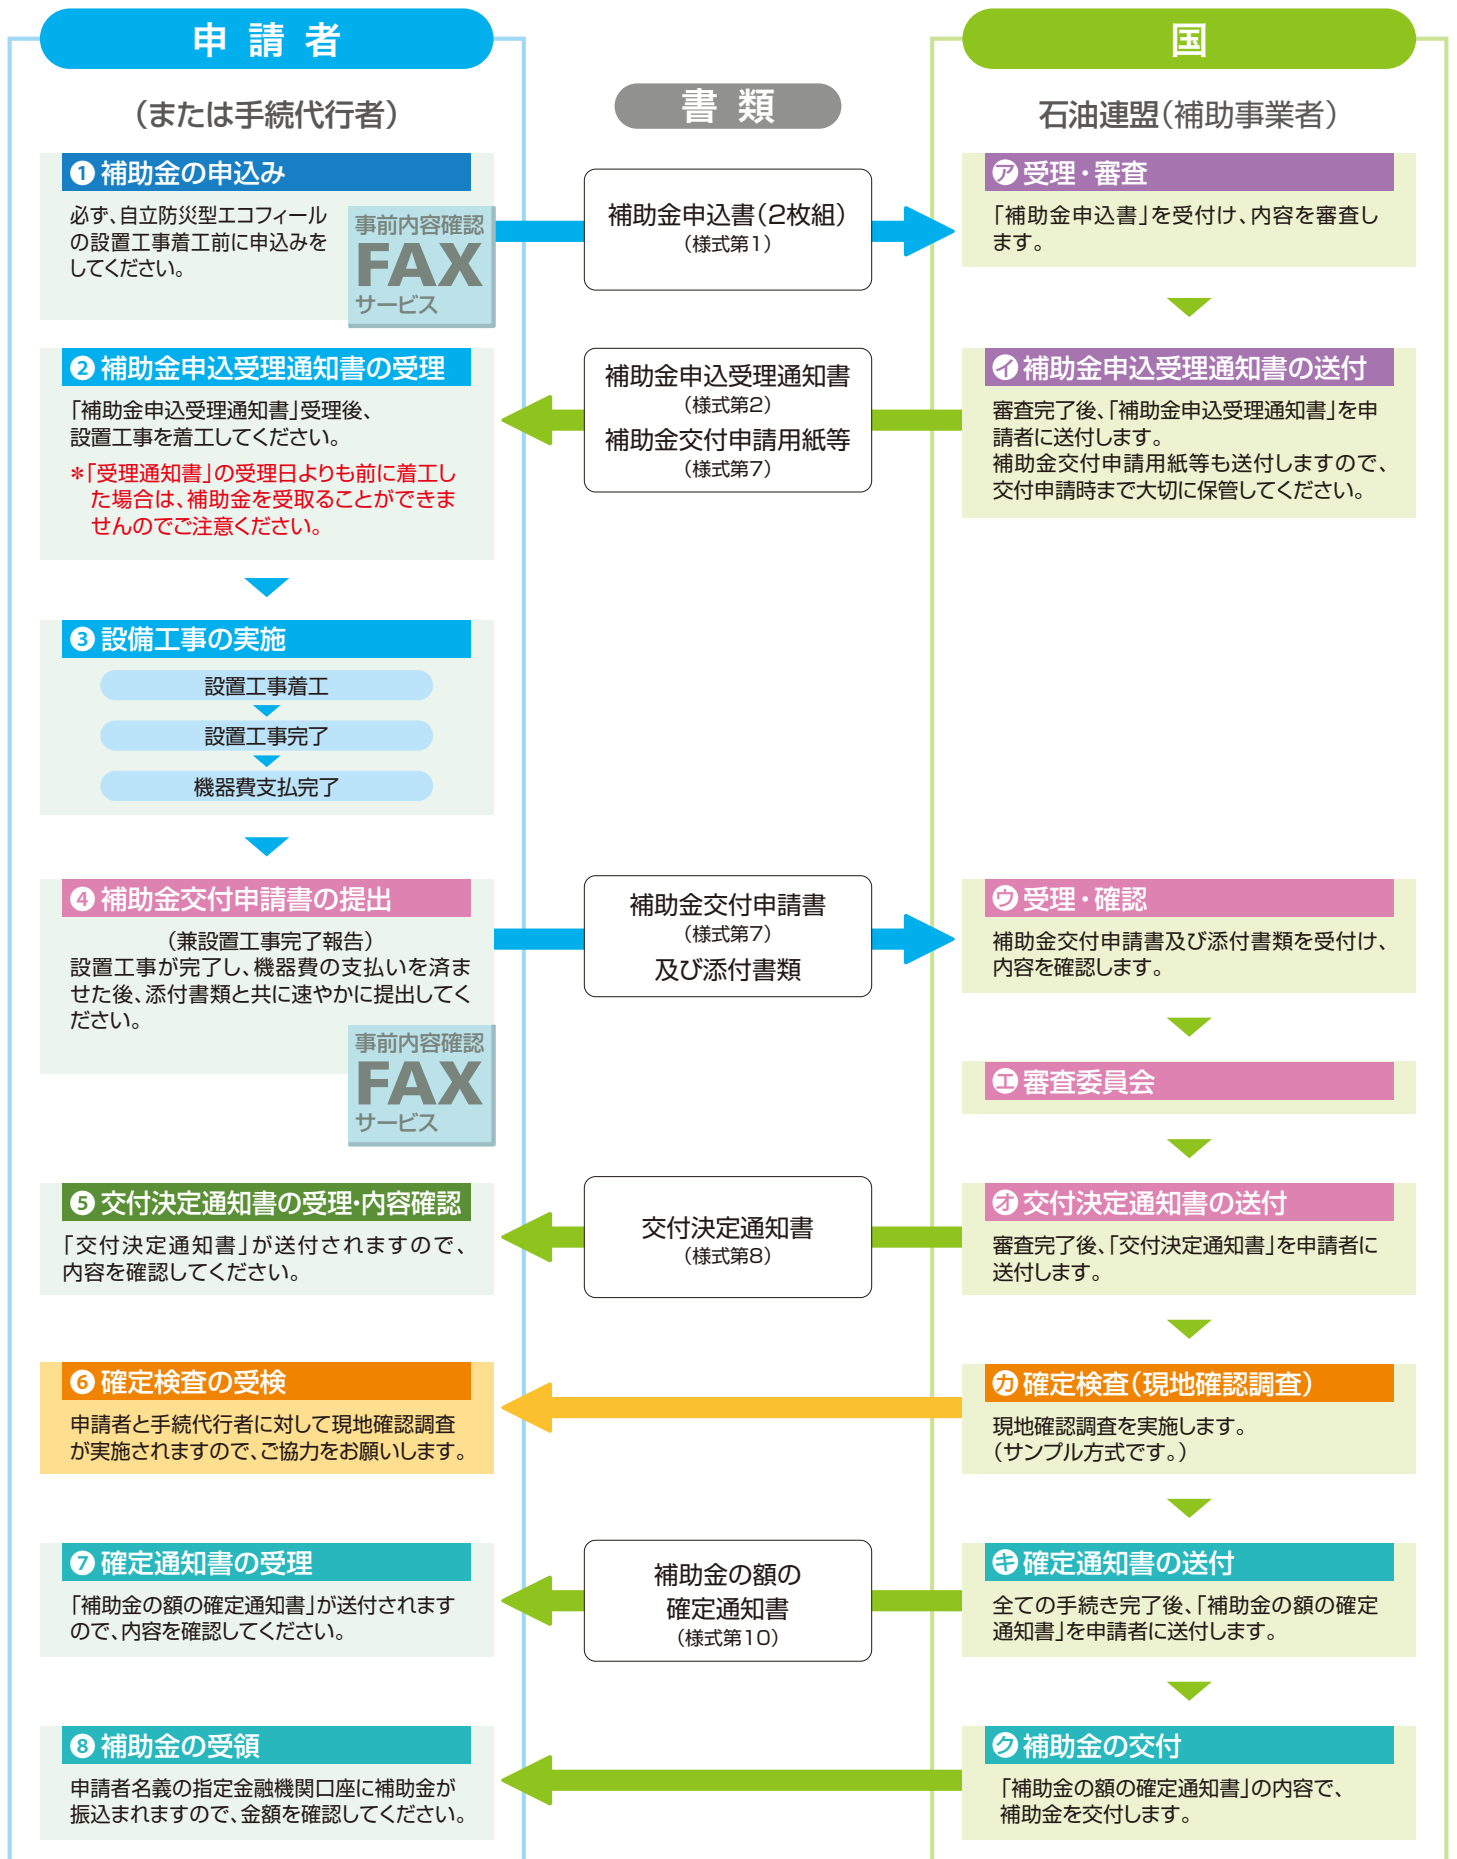 申請者
(または手続代行者)
書類
国
石油連盟(補助事業者)
❶補助金の申込み
必ず、自立防災型エコフィール
の設置工事着工前に申込みを
してください。
事前内容確認
FAX
サービス
補助金申込書(2枚組)
(様式第1)
㋐受理・審査
「補助金申込書」を受付け、内容を審査し
ます。
❷補助金申込受理通知書の受理
「補助金申込受理通知書」受理後、
設置工事を着工してください。
＊「受理通知書」の受理日よりも前に着工し
た場合は、補助金を受取ることができま
せんのでご注意ください。
補助金申込受理通知書
(様式第2)
補助金交付申請用紙等
(様式第7)
㋑補助金申込受理通知書の送付
審査完了後、「補助金申込受理通知書」を申
請者に送付します。
補助金交付申請用紙等も送付しますので、
交付申請時まで大切に保管してください。
❸設備工事の実施
設置工事着工
設置工事完了
機器費支払完了
❹補助金交付申請書の提出
(兼設置工事完了報告)
設置工事が完了し、機器費の支払いを済ま
せた後、添付書類と共に速やかに提出してく
ださい。
事前内容確認
FAX
サービス
補助金交付申請書
(様式第7)
及び添付書類
㋒受理・確認
補助金交付申請書及び添付書類を受付け、
内容を確認します。
㋓審査委員会
❺交付決定通知書の受理・内容確認
「交付決定通知書」が送付されますので、
内容を確認してください。
交付決定通知書
(様式第8)
㋔交付決定通知書の送付
審査完了後、「交付決定通知書」を申請者に
送付します。
❻確定検査の受検
申請者と手続代行者に対して現地確認調査
が実施されますので、ご協力をお願いします。
㋕確定検査(現地確認調査)
現地確認調査を実施します。
(サンプル方式です。)
❼確定通知書の受理
「補助金の額の確定通知書」が送付されます
ので、内容を確認してください。
補助金の額の
確定通知書
(様式第10)
㋖確定通知書の送付
全ての手続き完了後、「補助金の額の確定
通知書」を申請者に送付します。
❽補助金の受領
申請者名義の指定金融機関口座に補助金が
振込まれますので、金額を確認してください。
㋗補助金の交付
「補助金の額の確定通知書」の内容で、
補助金を交付します。